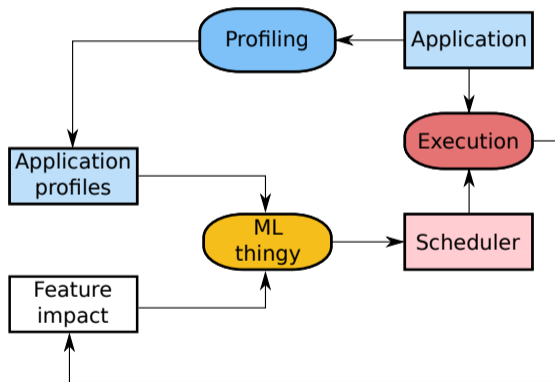 Profiling
Application
Execution
Application
profiles
ML
thingy
Scheduler
Feature
impact